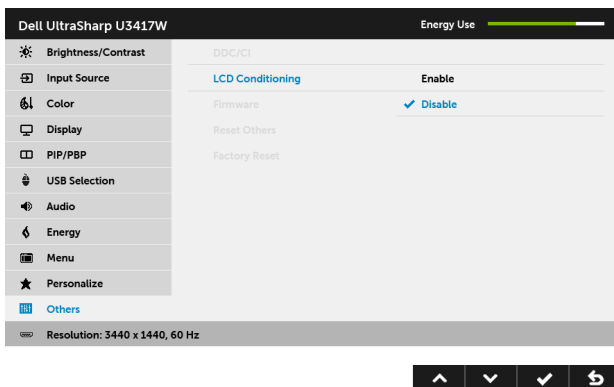 Dell UltraSharp U3417W Energy Use
Brightness/Contrast DDC/CI
Input Source LCD Conditioning Enable
Color Firmware Disable
Display Reset Others
PIP/PBP Factory Reset
USB Selection
Audio
Energy
Menu
Personalize
Others
Resolution: 3440 x 1440, 60 Hz